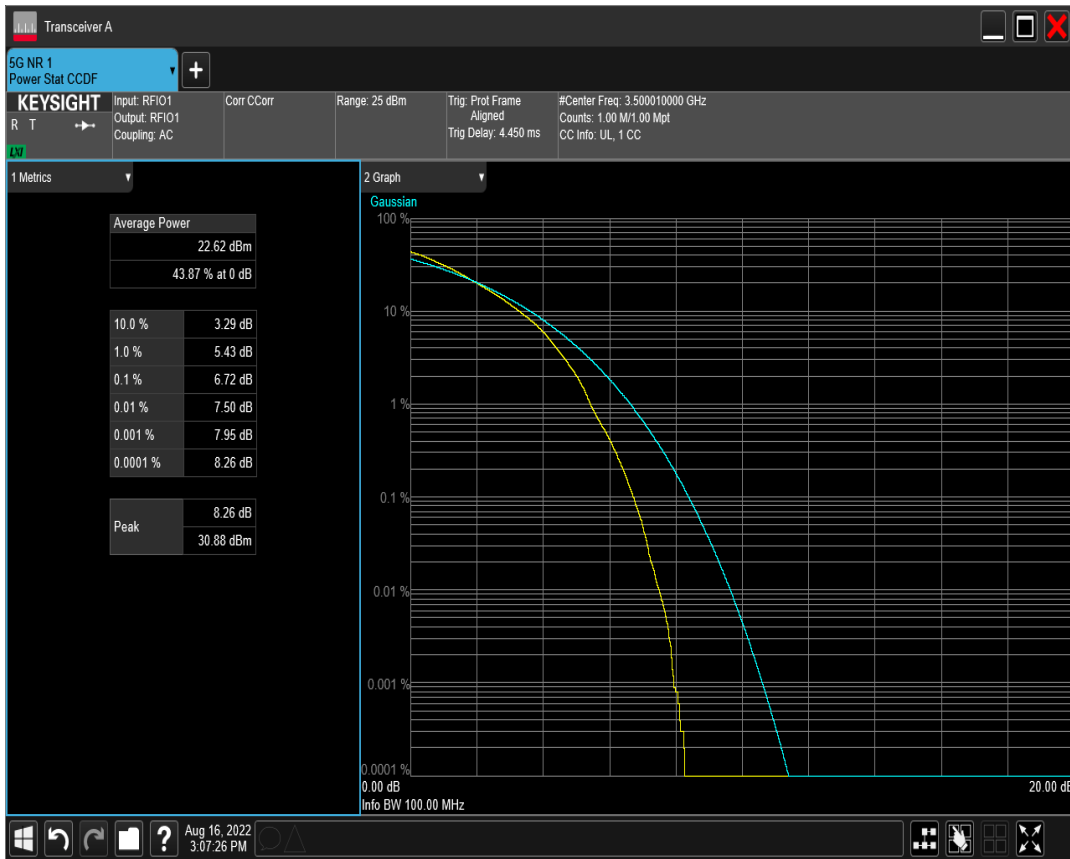 Transceiver A
5G NR 1
Power Stat CCDF
+
KEYSIGHT
R T
LXI
Input: RFIO1
Output: RFIO1
Coupling: AC
Corr CCorr
Range: 25 dBm
Trig: Prot Frame
Aligned
Trig Delay: 4.450 ms
#Center Freq: 3.500010000 GHz
Counts: 1.00 M/1.00 Mpt
CC Info: UL, 1 CC
1 Metrics
Average Power
22.62 dBm
43.87 % at 0 dB
10.0 % 3.29 dB
1.0 % 5.43 dB
0.1 % 6.72 dB
0.01 % 7.50 dB
0.001 % 7.95 dB
0.0001 % 8.26 dB
Peak
8.26 dB
30.88 dBm
2 Graph
Gaussian
100 %
10 %
1 %
0.1 %
0.01 %
0.001 %
0.0001 %
0.00 dB 20.00 dB
Info BW 100.00 MHz
?
Aug 16, 2022
3:07:26 PM